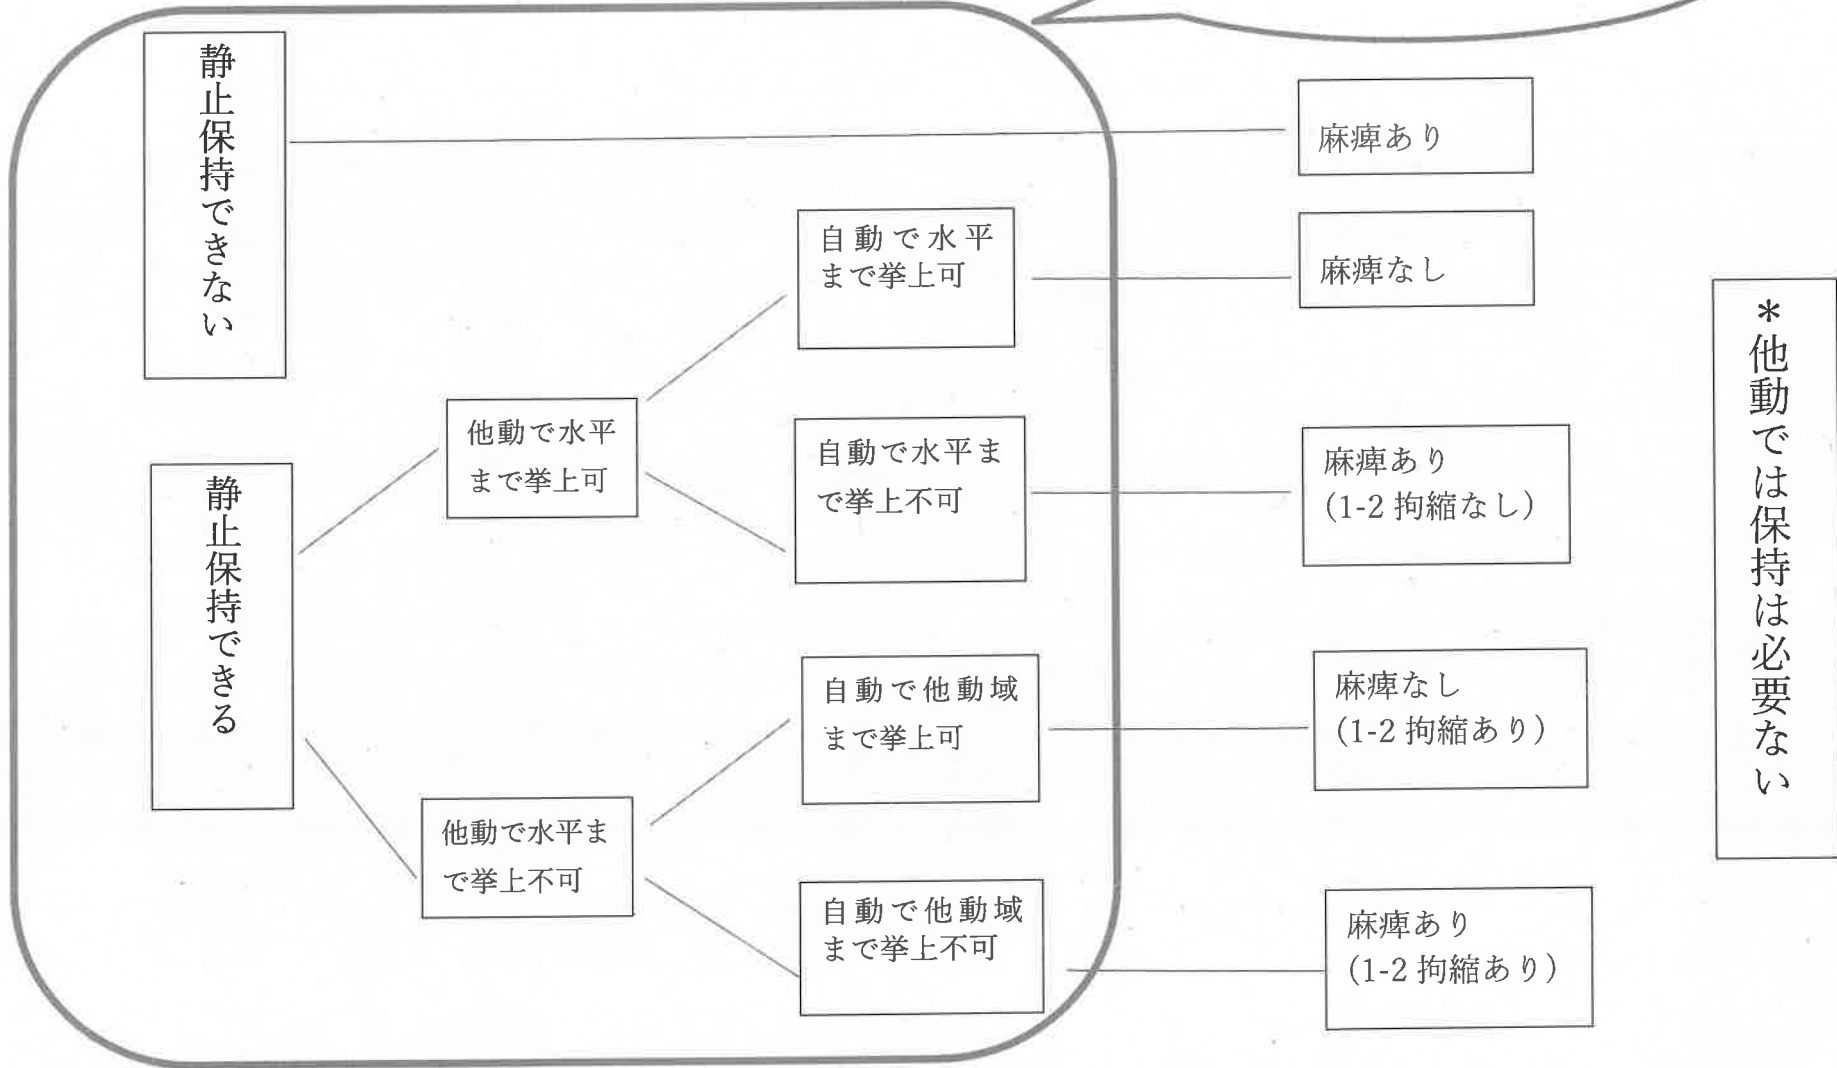 静止保持できない
麻痺あり
自動で水平
まで挙上可
麻痺なし
静止保持できる
他動で水平
まで挙上可
自動で水平ま
で挙上不可
麻痺あり
(1-2 拘縮なし)
自動で他動域
まで挙上可
麻痺なし
(1-2 拘縮あり)
他動で水平ま
で挙上不可
自動で他動域
まで挙上不可
麻痺あり
(1-2 拘縮あり)
*他動では保持は必要ない